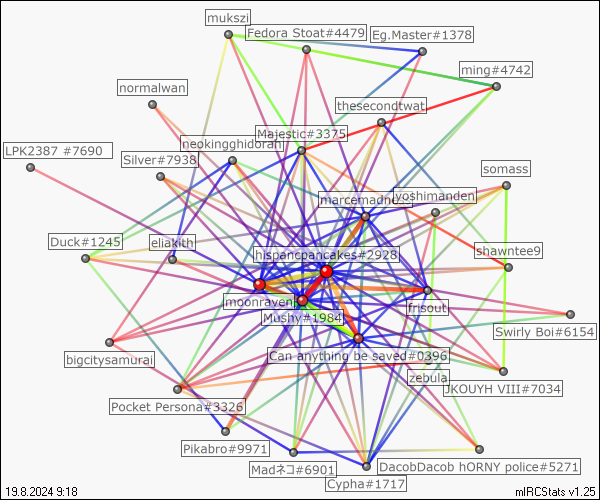 mukszi
Fedora Stoat#4479
Eg.Master#1378
ming#4742
normalwan
thesecondtwat
Majestic#3375
neokingghidorah
LPK2387 #7690
Silver#7938
somass
yoshimanden
Duck#1245
eliakith
hispancpancakes#2928
shawntee9
moonraven
frisout
Mushy#1984
Swirly Boi#6154
Can anything be saved#0396
bigcitysamurai
zebula
JKOUYH VIII#7034
Pocket Persona#3326
Pikabro#9971
Madネコ#6901
DacobDacob hORNY police#5271
Cypha#1717
19.8.2024 9:18
mIRCStats v1.25